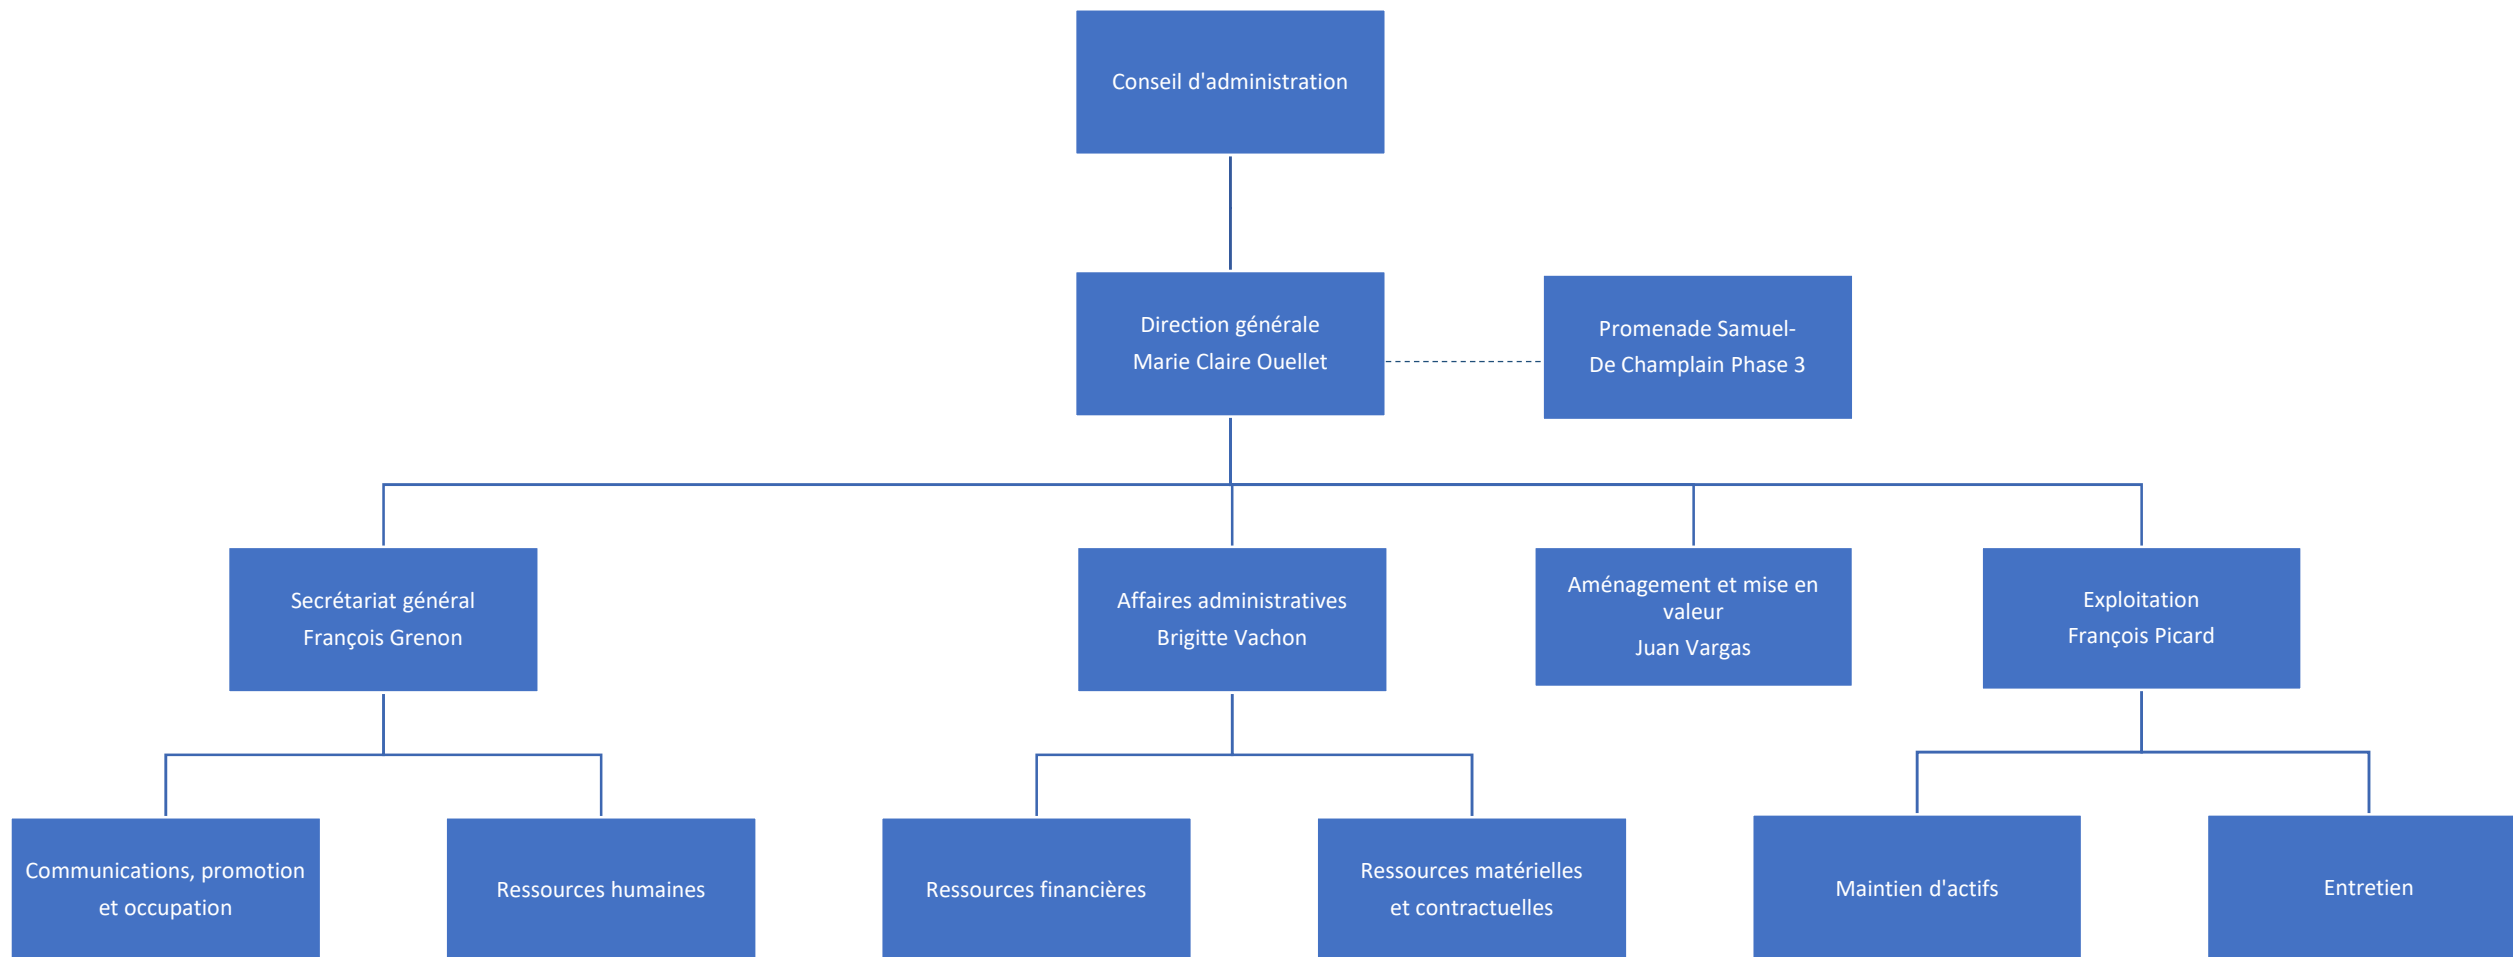 Conseil d'administration
Direction générale
Marie Claire Ouellet
Promenade Samuel-
De Champlain Phase 3
Secrétariat général
François Grenon
Affaires administratives
Brigitte Vachon
Aménagement et mise en
valeur
Juan Vargas
Exploitation
François Picard
Communications, promotion
et occupation
Ressources humaines
Ressources financières
Ressources matérielles
et contractuelles
Maintien d'actifs
Entretien